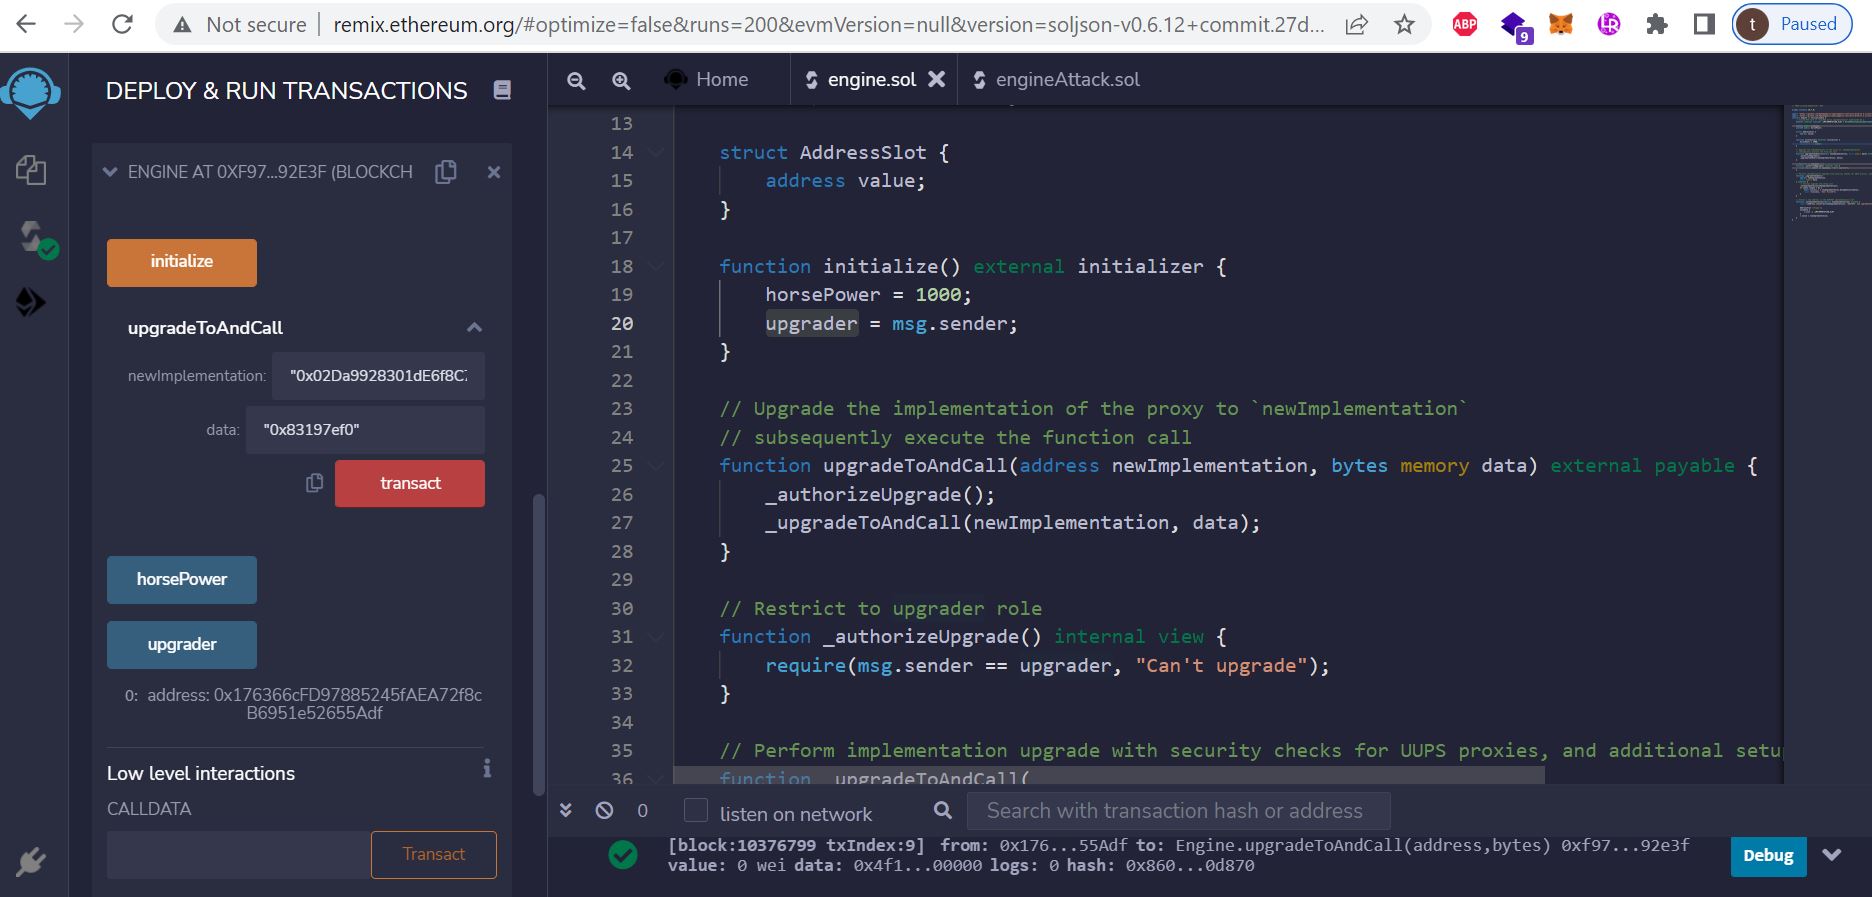 Not secure remix.ethereum.org/#optimize=false&runs=200&evmVersion=null&version=soljson-v0.6.12+commit.27d...
ABP
9
t Paused
DEPLOY & RUN TRANSACTIONS
ENGINE AT 0XF97...92E3F (BLOCKCH
initialize
upgradeToAndCall
newImplementation: "0x02Da9928301dE6f8C
data: "0x83197ef0"
transact
horsePower
upgrader
0: address: 0x176366cFD97885245fAEA72f8c
B6951e52655Adf
Low level interactions
CALLDATA
Transact
Home engine.sol engineAttack.sol
13
14 struct AddressSlot {
15 address value;
16 }
17
18 function initialize() external initializer {
19 horsePower = 1000;
20 upgrader = msg.sender;
21 }
22
23 // Upgrade the implementation of the proxy to `newImplementation`
24 // subsequently execute the function call
25 function upgradeToAndCall(address newImplementation, bytes memory data) external payable {
26 _authorizeUpgrade();
27 _upgradeToAndCall(newImplementation, data);
28 }
29
30 // Restrict to upgrader role
31 function _authorizeUpgrade() internal view {
32 require(msg.sender == upgrader, "Can't upgrade");
33 }
34
35 // Perform implementation upgrade with security checks for UUPS proxies, and additional setu
36 function _upgradeToAndCall(
0 listen on network Search with transaction hash or address
[block:10376799 txIndex:9] from: 0x176...55Adf to: Engine.upgradeToAndCall(address,bytes) 0xf97...92e3f
value: 0 wei data: 0x4f1...00000 logs: 0 hash: 0x860...0d870
Debug